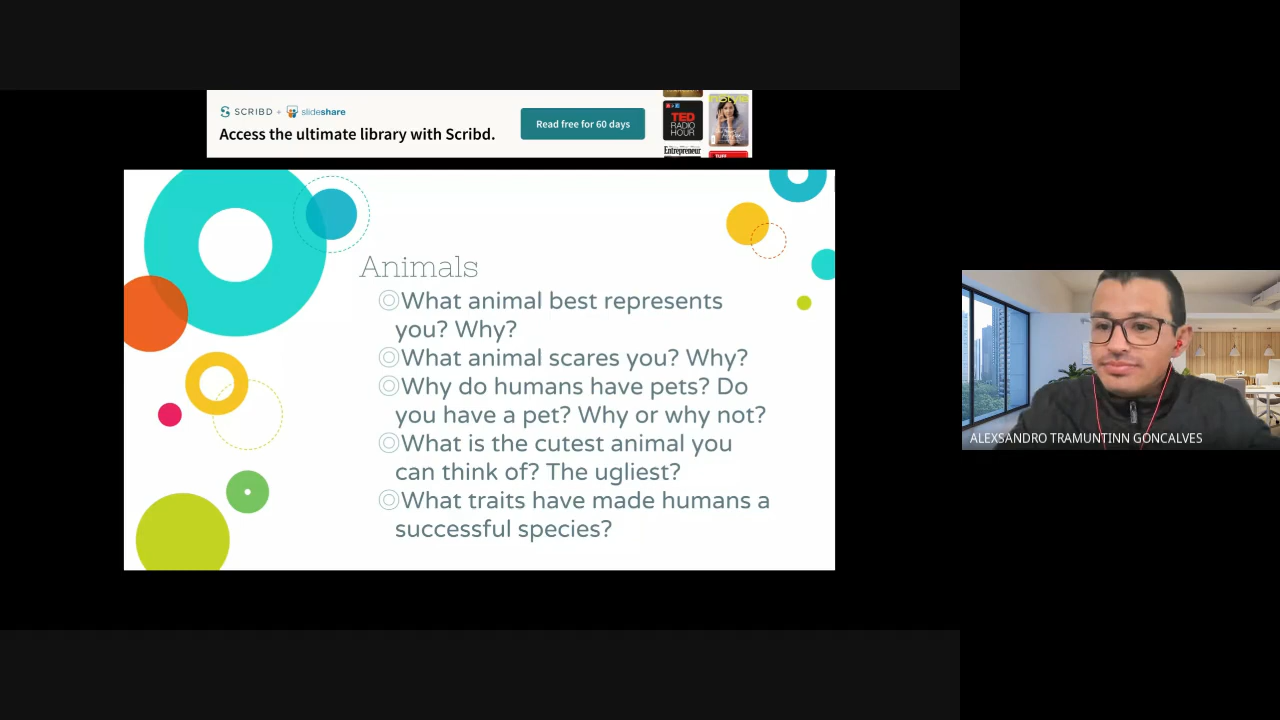 SCRIBD + slideshare
Access the ultimate library with Scribd.
Read free for 60 days
TED
RADIO
HOUR
Entrepreneur
Animals
What animal best represents
you? Why?
What animal scares you? Why?
Why do humans have pets? Do
you have a pet? Why or why not?
What is the cutest animal you
can think of? The ugliest?
What traits have made humans a
successful species?
ALEXSANDRO TRAMUNTINN GONCALVES